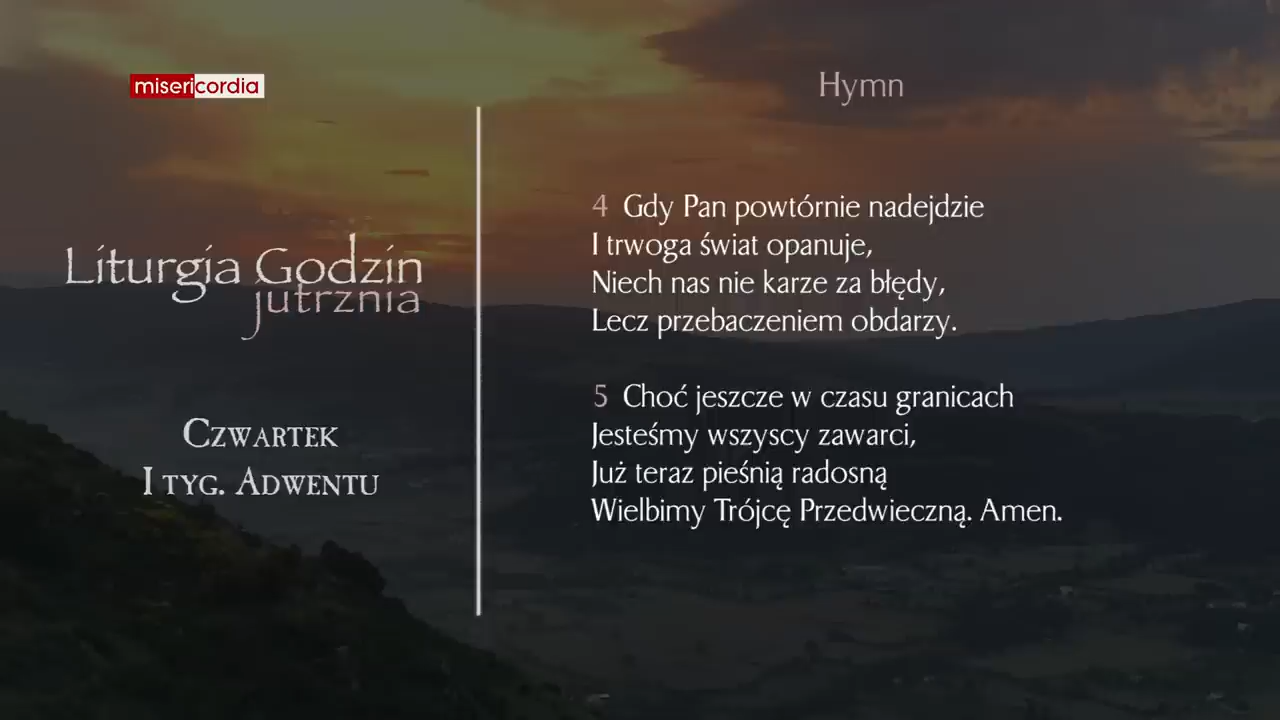 misericordia
Liturgia Godzin
jutrznia
Czwartek
I tyg. Adwentu
Hymn
4 Gdy Pan powtórnie nadejdzie
I trwoga świat opanuje,
Niech nas nie karze za błędy,
Lecz przebaczeniem obdarzy.
5 Choć jeszcze w czasu granicach
Jesteśmy wszyscy zawarci,
Już teraz pieśnią radosną
Wielbimy Trójcę Przedwieczną. Amen.